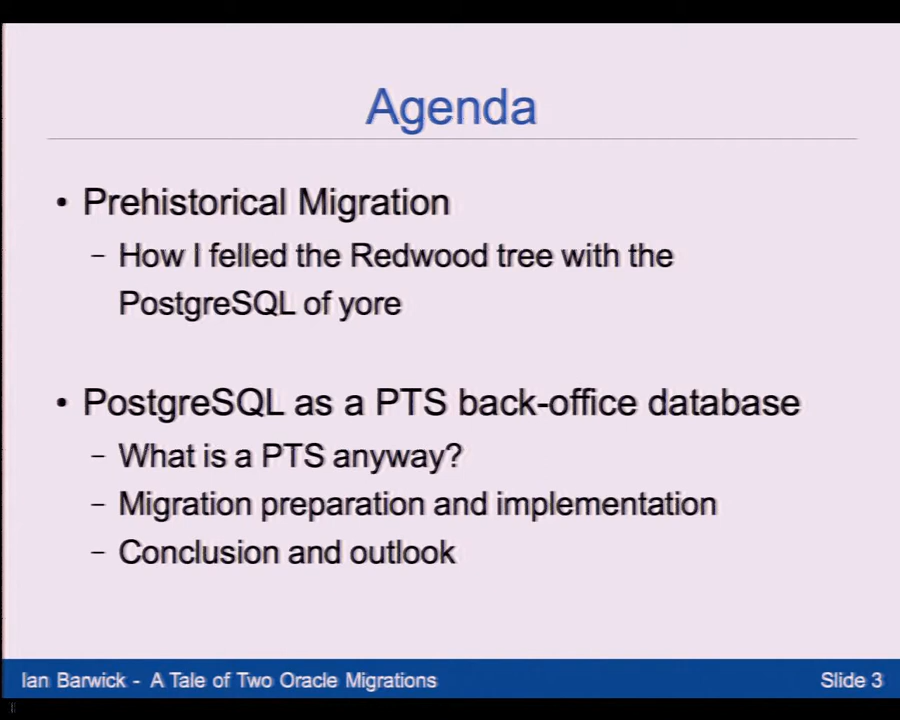 Agenda
• Prehistorical Migration
– How I felled the Redwood tree with the
PostgreSQL of yore
• PostgreSQL as a PTS back-office database
– What is a PTS anyway?
– Migration preparation and implementation
– Conclusion and outlook
Ian Barwick - A Tale of Two Oracle Migrations
Slide 3